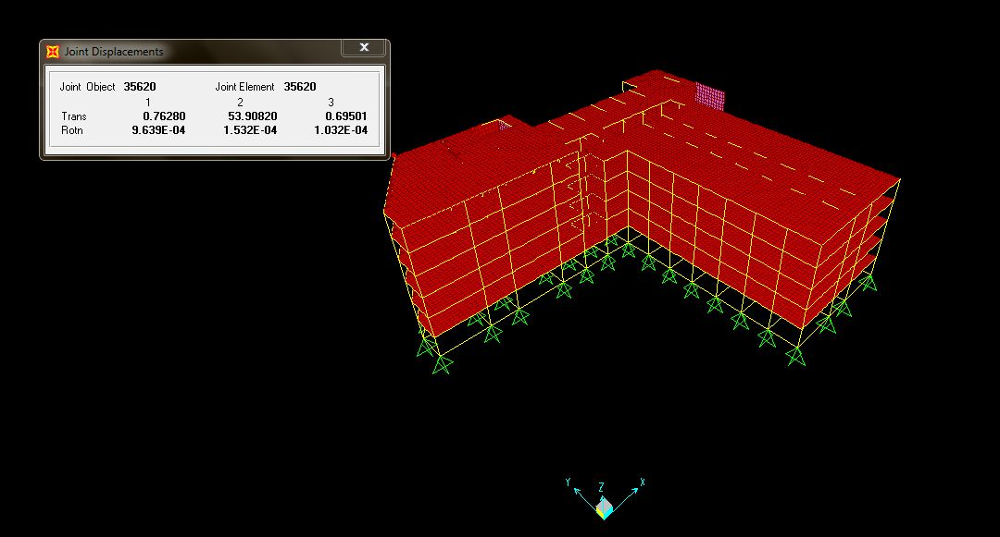 Joint Displacements
x
Joint Object 35620 Joint Element 35620
1 2 3
Trans 0.76280 53.90820 0.69501
Rotn 9.639E-04 1.532E-04 1.032E-04
Y Z X